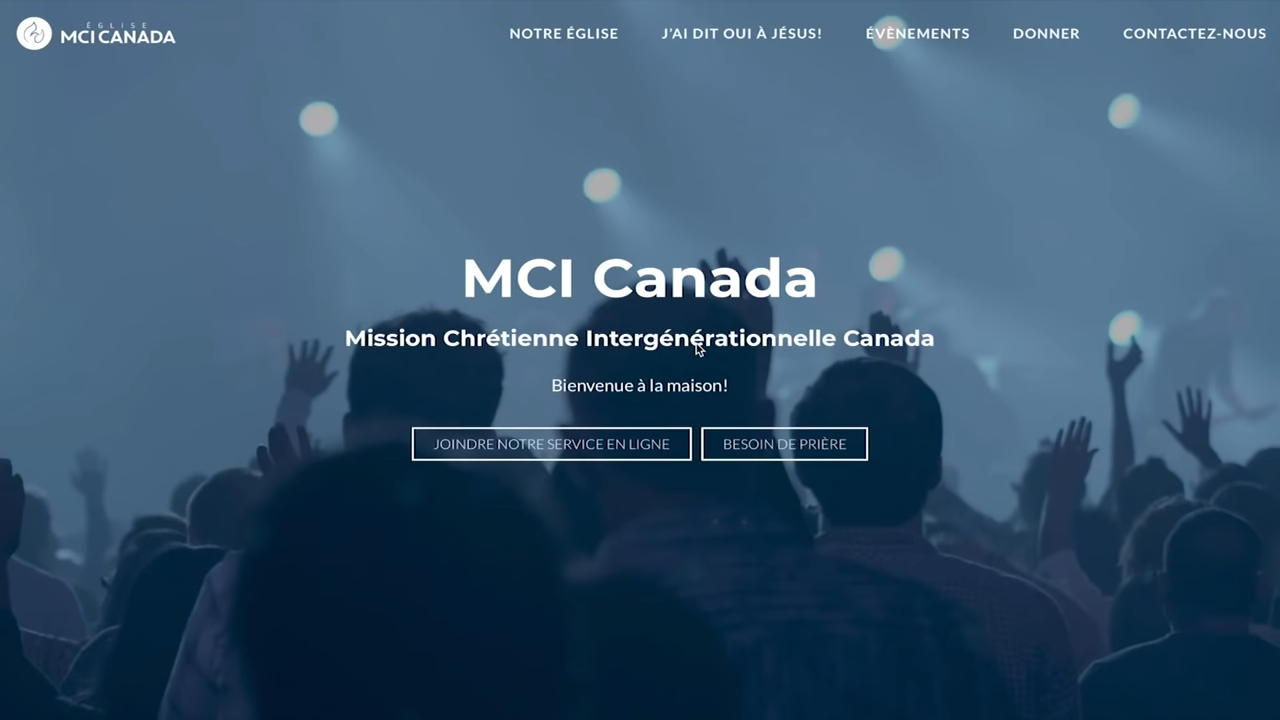 ÉGLISE
MCI CANADA
NOTRE ÉGLISE
J'AI DIT OUI À JÉSUS!
ÉVÈNEMENTS
DONNER
CONTACTEZ-NOUS
MCI Canada
Mission Chrétienne Intergénérationnelle Canada
Bienvenue à la maison!
JOINDRE NOTRE SERVICE EN LIGNE
BESOIN DE PRIÈRE